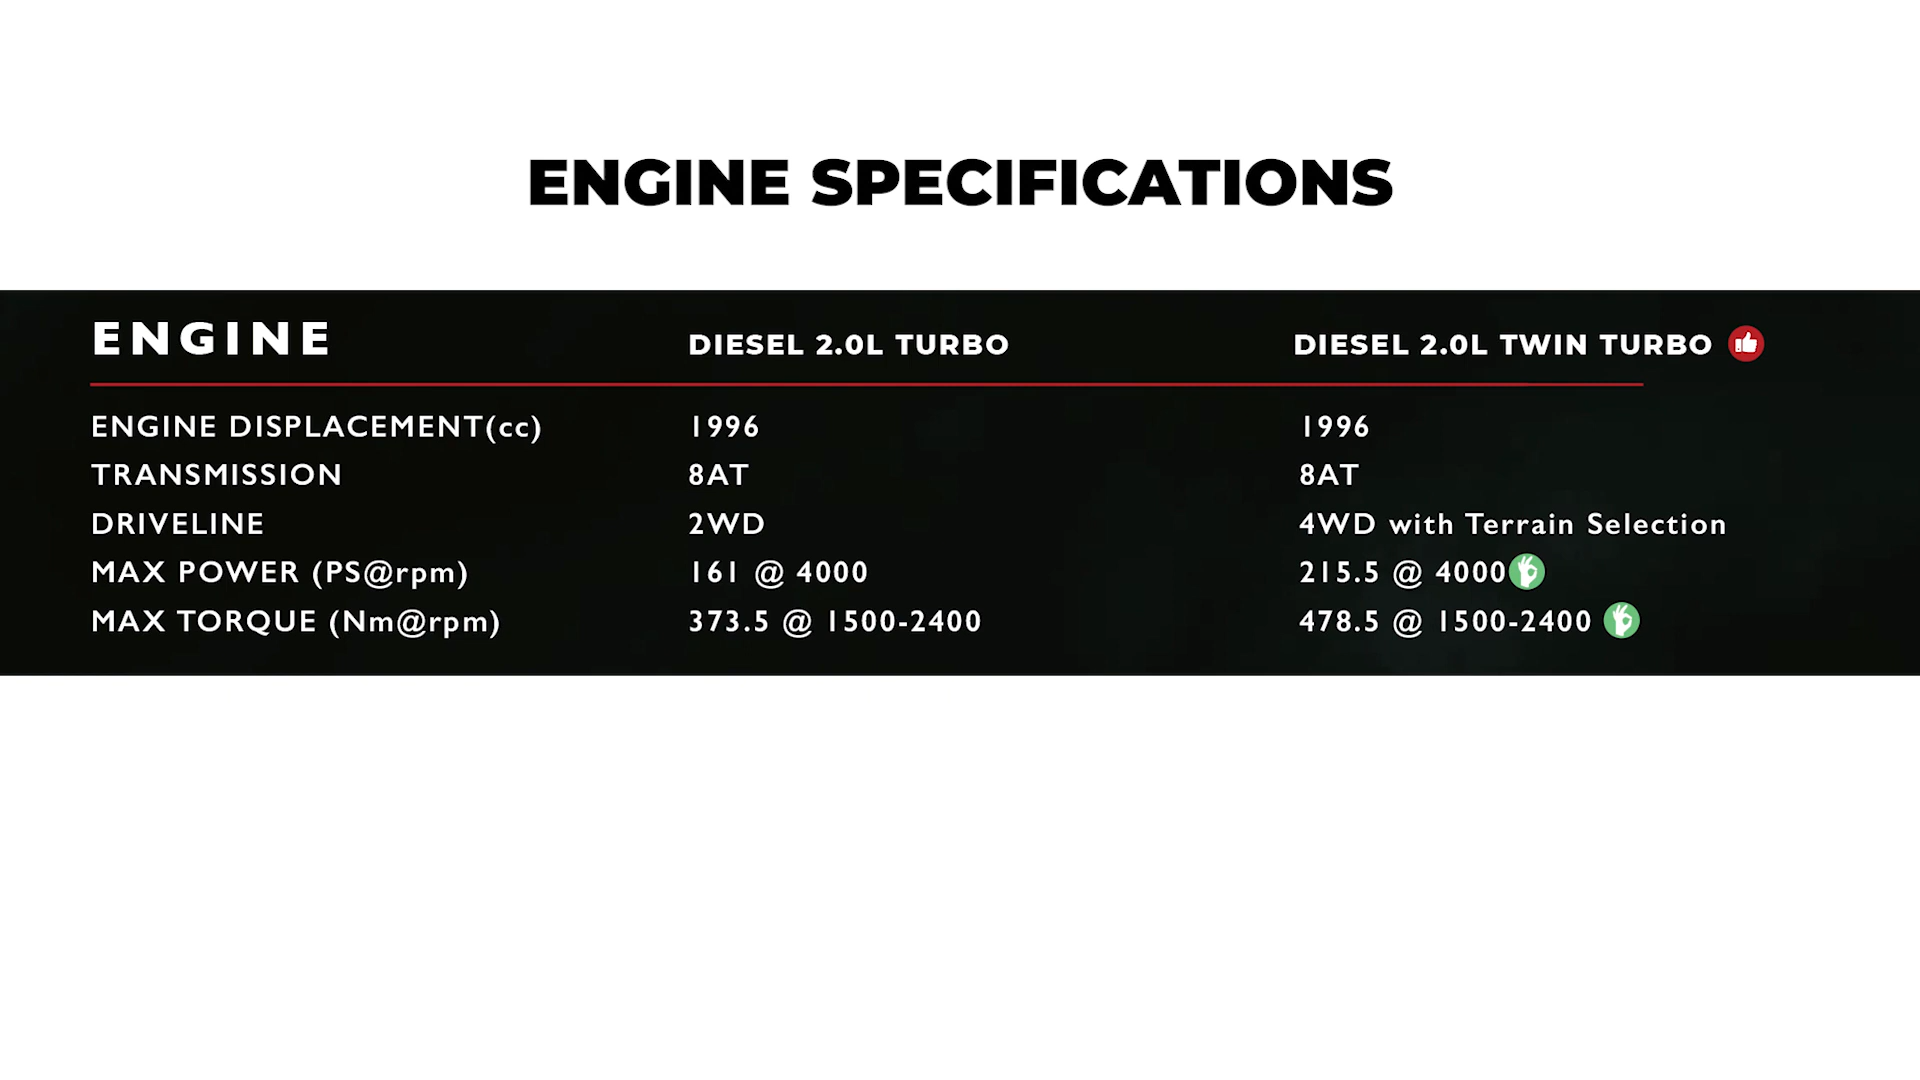 ENGINE SPECIFICATIONS
ENGINE DIESEL 2.0L TURBO DIESEL 2.0L TWIN TURBO
ENGINE DISPLACEMENT(cc) 1996 1996
TRANSMISSION 8AT 8AT
DRIVELINE 2WD 4WD with Terrain Selection
MAX POWER (PS@rpm) 161 @ 4000 215.5 @ 4000
MAX TORQUE (Nm@rpm) 373.5 @ 1500-2400 478.5 @ 1500-2400